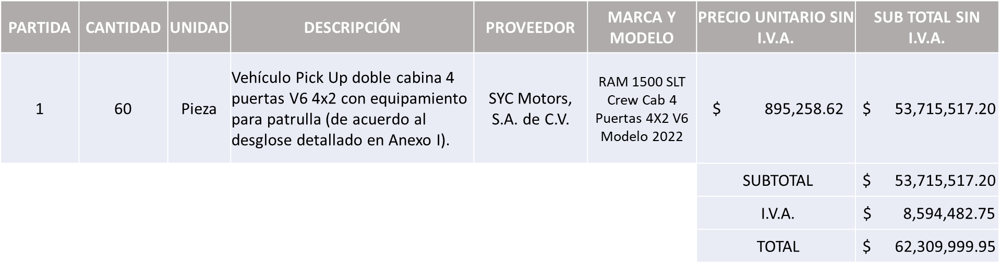 PARTIDA CANTIDAD UNIDAD DESCRIPCIÓN PROVEEDOR MARCA Y MODELO PRECIO UNITARIO SIN I.V.A. SUB TOTAL SIN I.V.A.
1
60
Pieza
Vehículo Pick Up doble cabina 4
puertas V6 4x2 con equipamiento
para patrulla (de acuerdo al
desglose detallado en Anexo I).
SYC Motors,
S.A. de C.V.
RAM 1500 SLT
Crew Cab 4
Puertas 4X2 V6
Modelo 2022
$ 895,258.62
$ 53,715,517.20
SUBTOTAL $ 53,715,517.20
I.V.A. $ 8,594,482.75
TOTAL $ 62,309,999.95